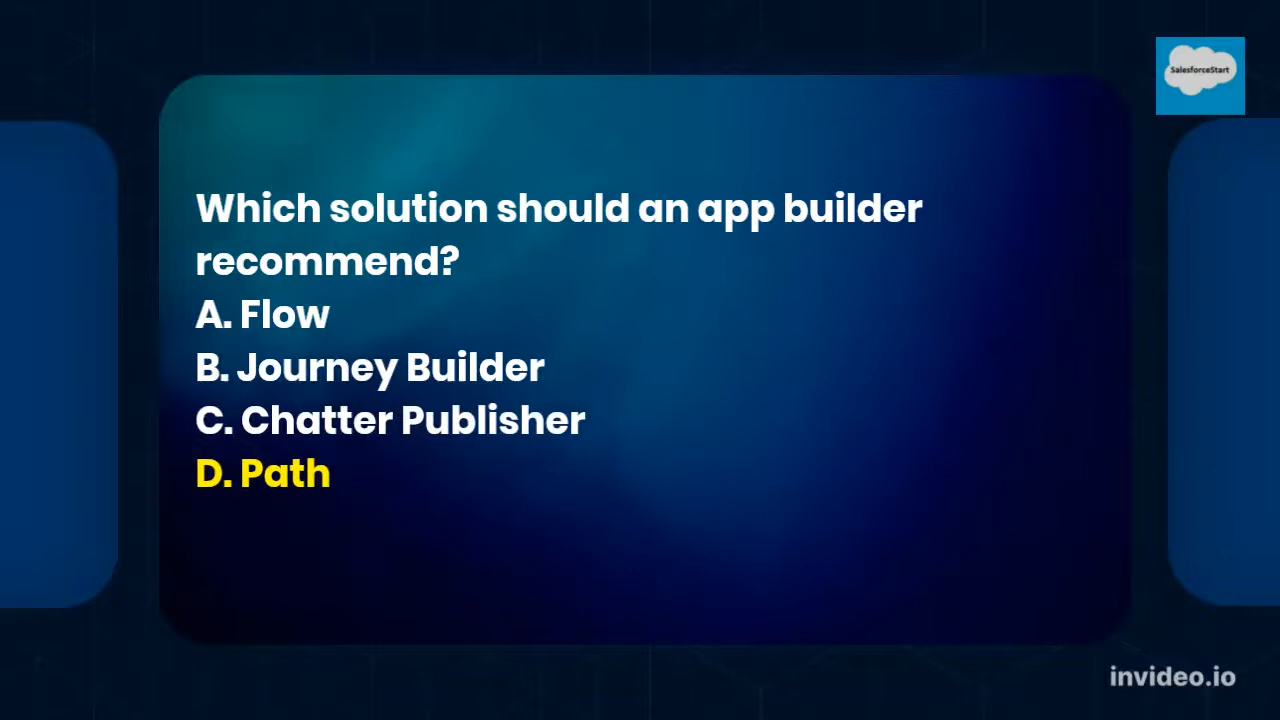 SalesforceStart
Which solution should an app builder
recommend?
A. Flow
B. Journey Builder
C. Chatter Publisher
D. Path
invideo.io